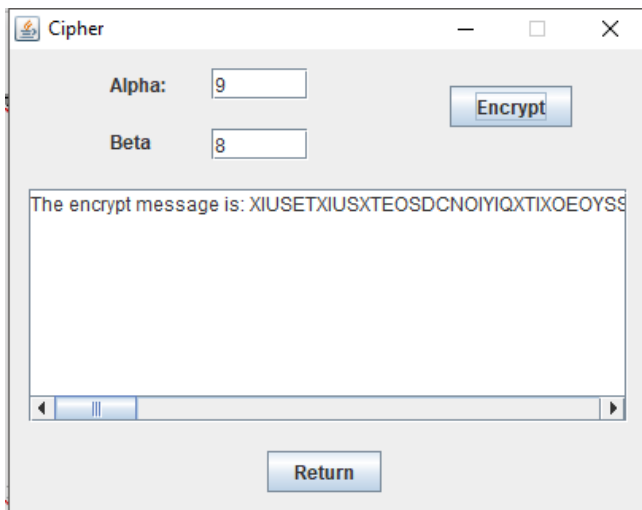 Cipher
Alpha: 9
Encrypt
Beta 8
The encrypt message is: XIUSETXIUSXTEOSDCNOIYIQXTIXOEOYSS
Return